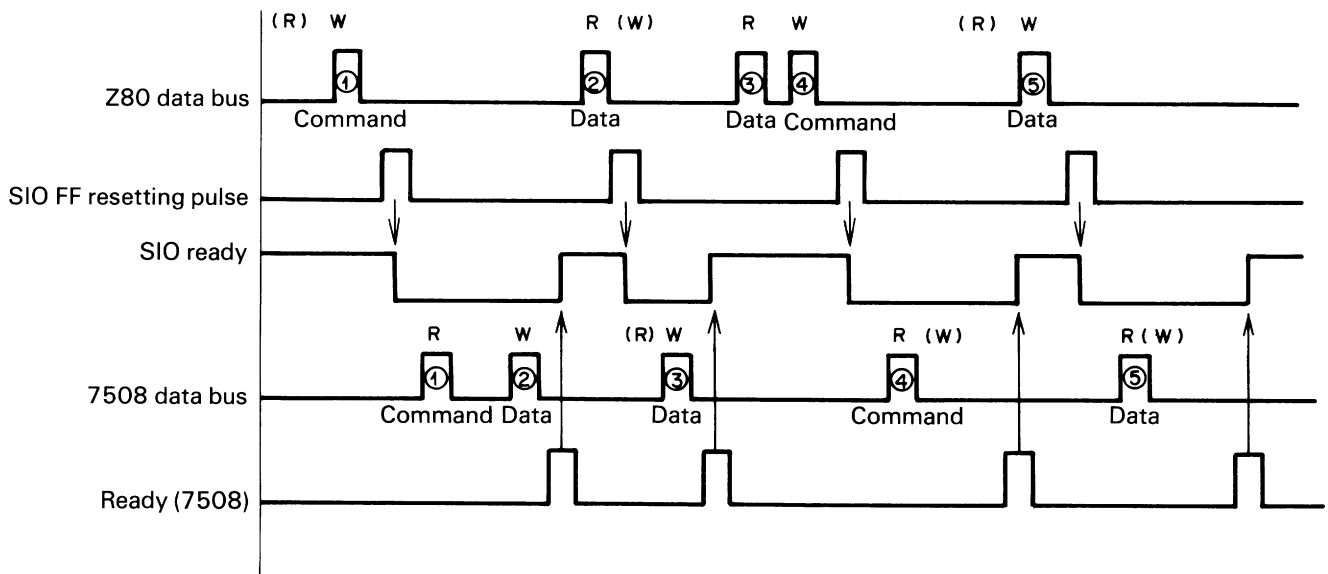 (R) W R (W) R W (R) W
Z80 data bus ① ② ③ ④ ⑤
Command Data Data Command Data
SIO FF resetting pulse
SIO ready
R W (R) W R (W) R (W)
7508 data bus ① ② ③ ④ ⑤
Command Data Data Command Data
Ready (7508)